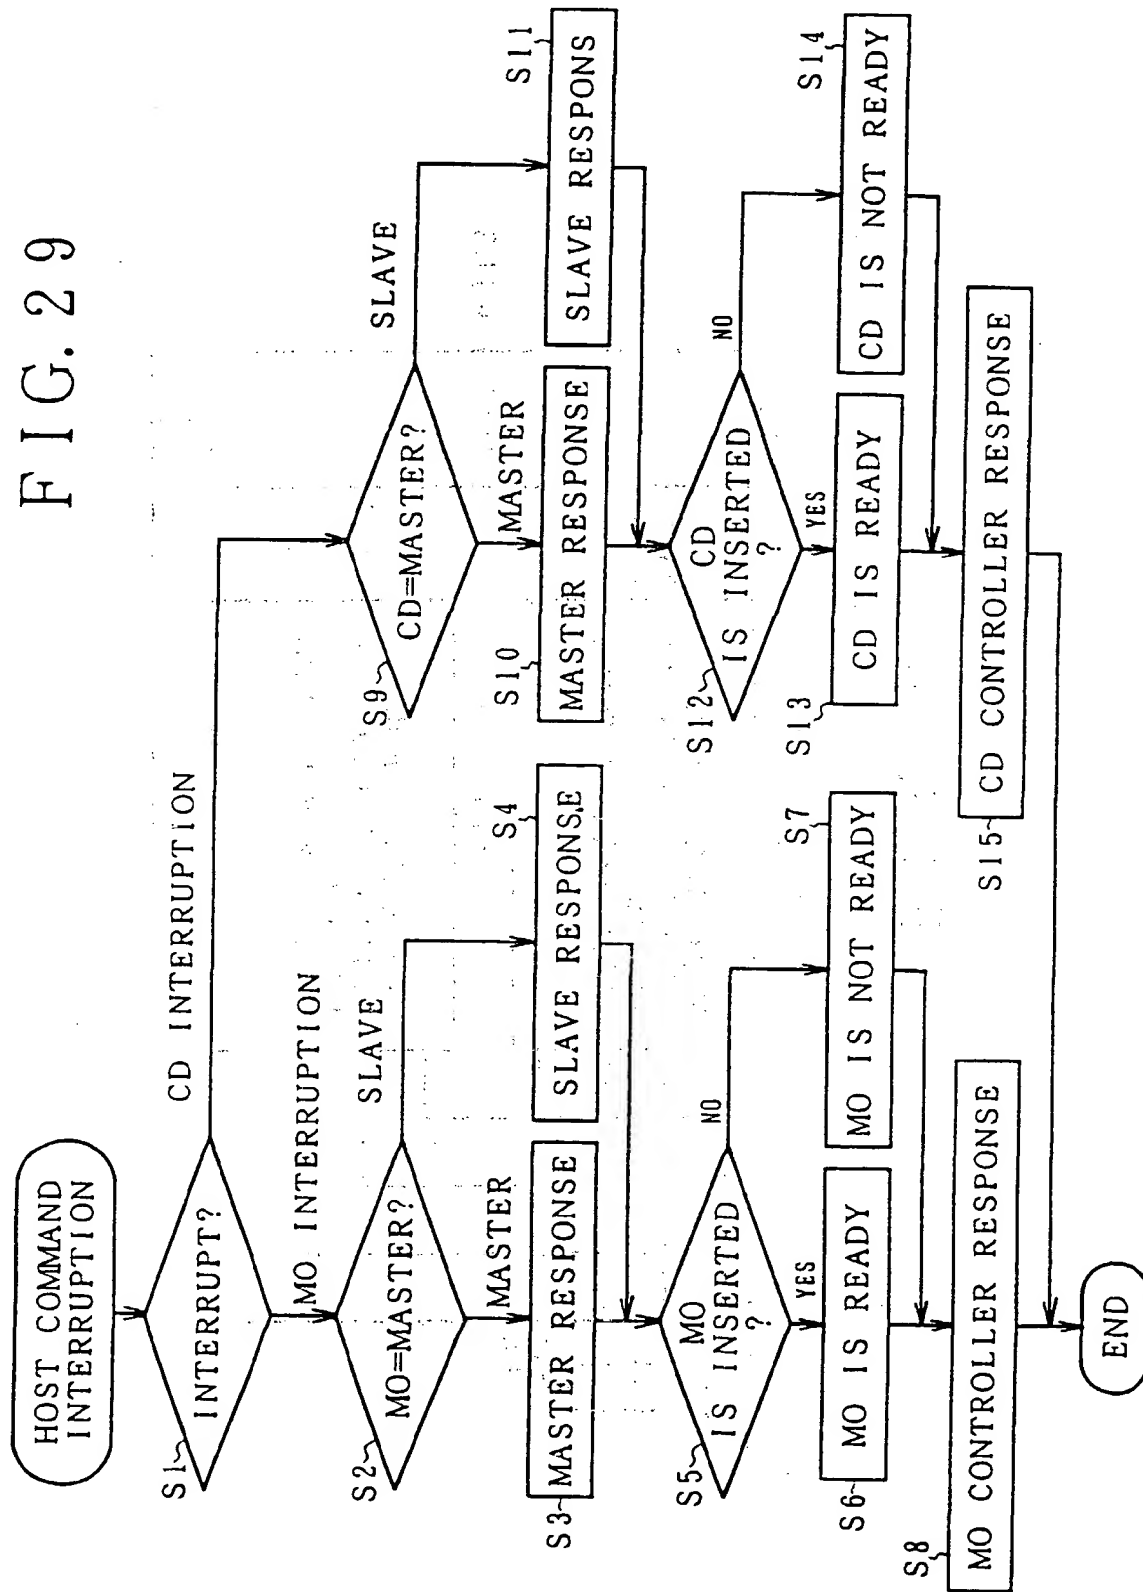 FIG. 29
HOST COMMAND
INTERRUPTION
S1
INTERRUPT?
CD INTERRUPTION
MO INTERRUPTION
S2
MO=MASTER?
SLAVE
MASTER
S3
MASTER RESPONSE
S4
SLAVE RESPONSE
S5
MO
IS INSERTED
?
NO
YES
S6
MO IS READY
S7
MO IS NOT READY
S8
MO CONTROLLER RESPONSE
END
S9
CD=MASTER?
SLAVE
MASTER
S10
MASTER RESPONSE
S11
SLAVE RESPONS
S12
CD
IS INSERTED
?
NO
YES
S13
CD IS READY
S14
CD IS NOT READY
S15
CD CONTROLLER RESPONSE